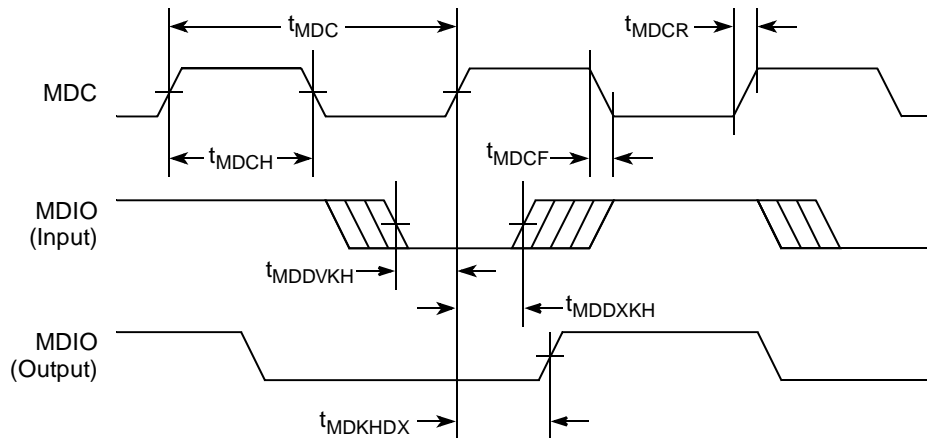 tMDC
tMDCR
MDC
tMDCH
tMDCF
MDIO
(Input)
tMDDVKH
tMDDXKH
MDIO
(Output)
tMDKHDX